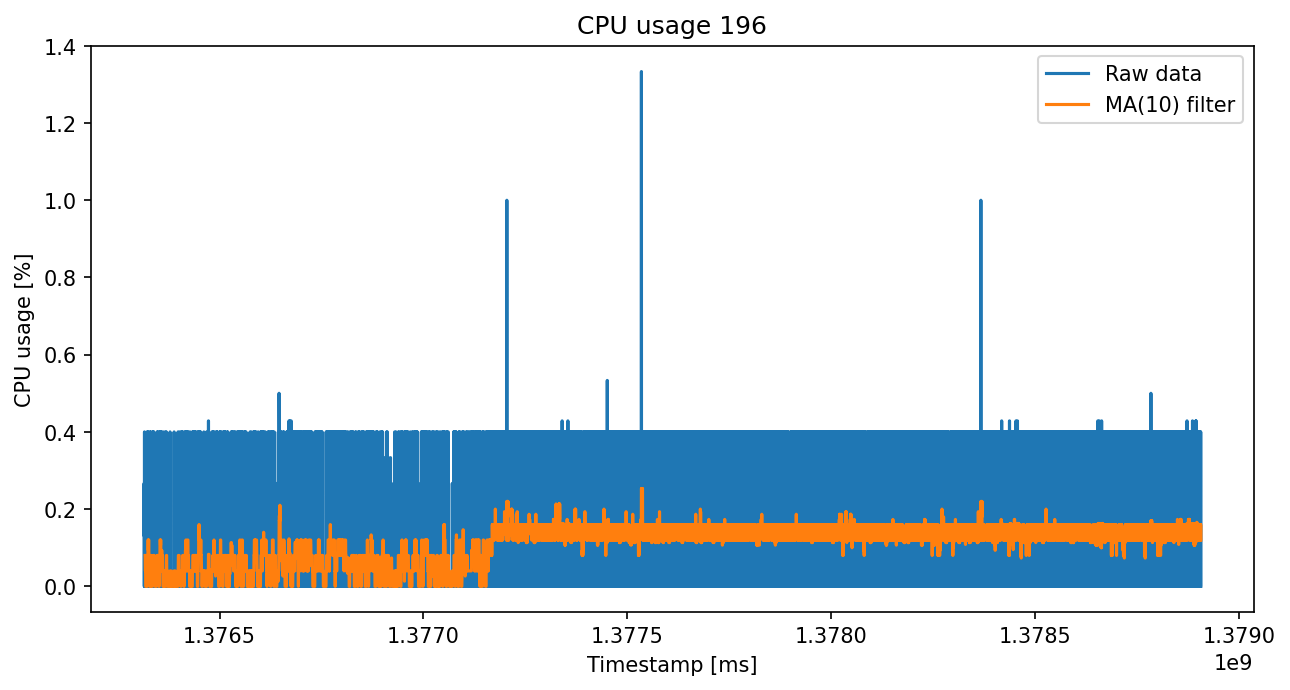 CPU usage 196
1.4
1.2
1.0
0.8
0.6
0.4
0.2
0.0
CPU usage [%]
Raw data
MA(10) filter
1.3765 1.3770 1.3775 1.3780 1.3785 1.3790
1e9
Timestamp [ms]